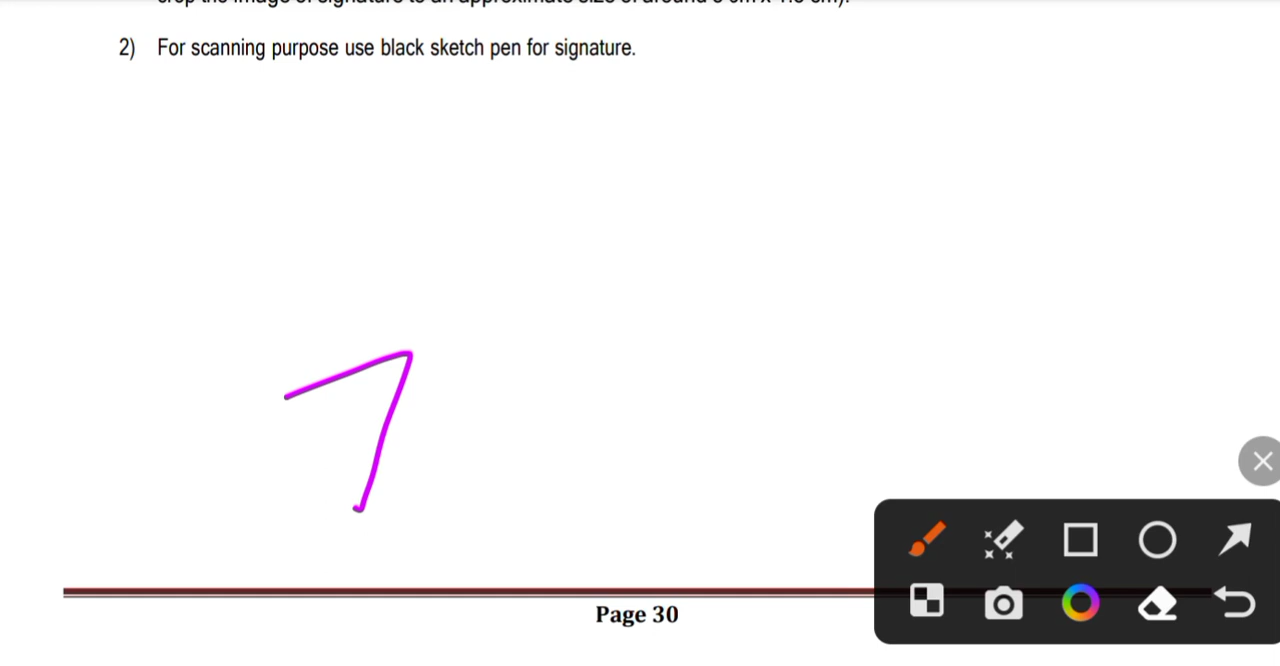 2) For scanning purpose use black sketch pen for signature.
7
Page 30